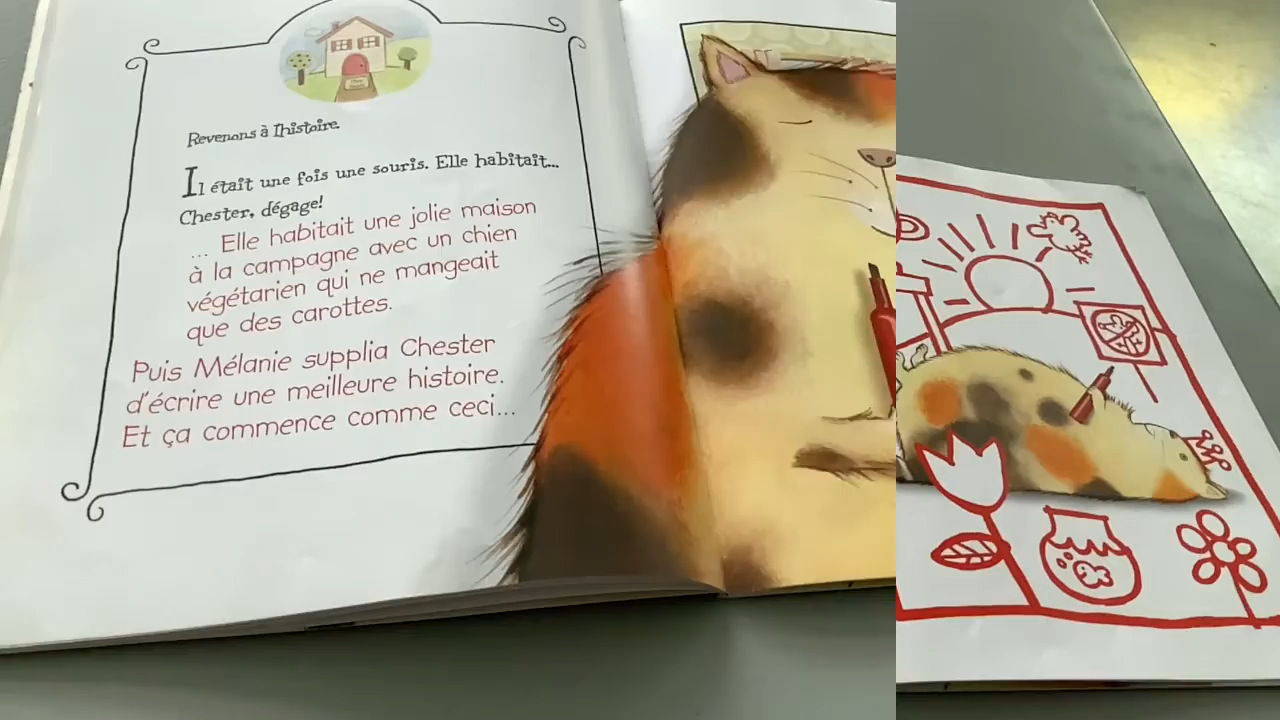 Revenons à l'histoire.
Il était une fois une souris. Elle habitait...
Chester, dégage!
... Elle habitait une jolie maison
à la campagne avec un chien
végétarien qui ne mangeait
que des carottes.
Puis Mélanie supplia Chester
d'écrire une meilleure histoire.
Et ça commence comme ceci...